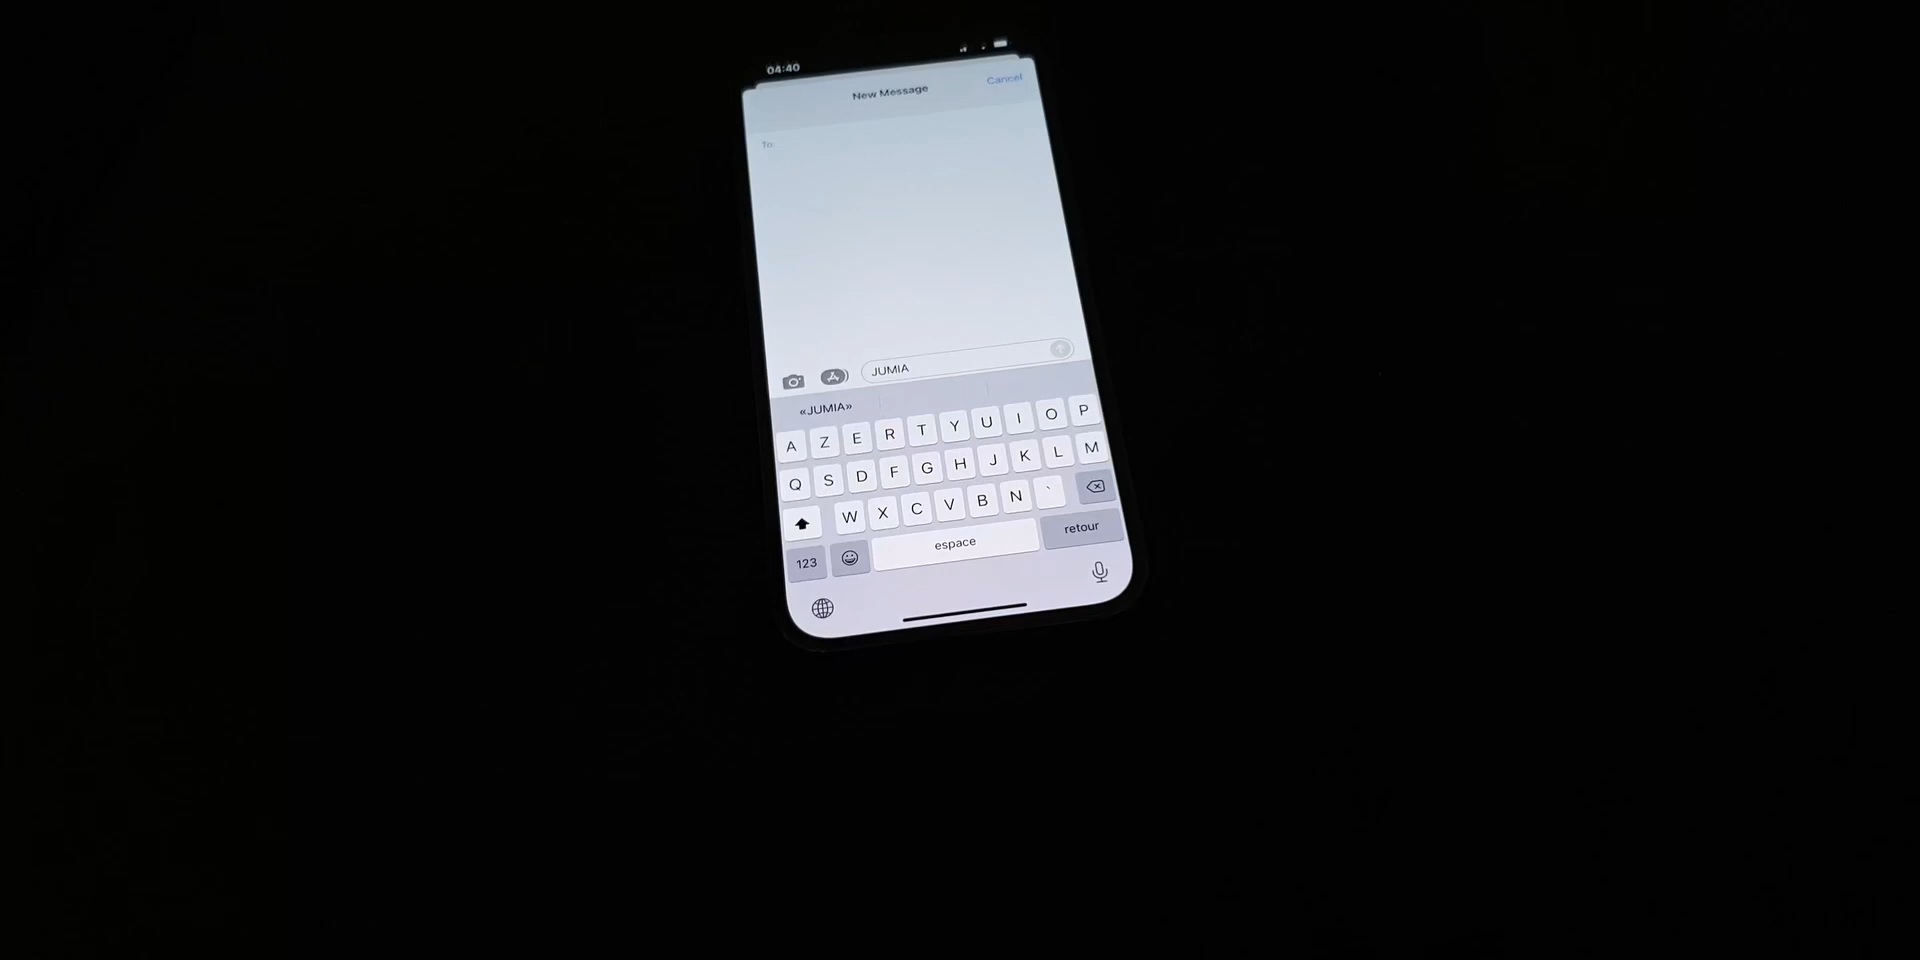 04:40
New Message
Cancel
To:
JUMIA
«JUMIA»
A Z E R T Y U I O P
Q S D F G H J K L M
W X C V B N `
123
espace
retour